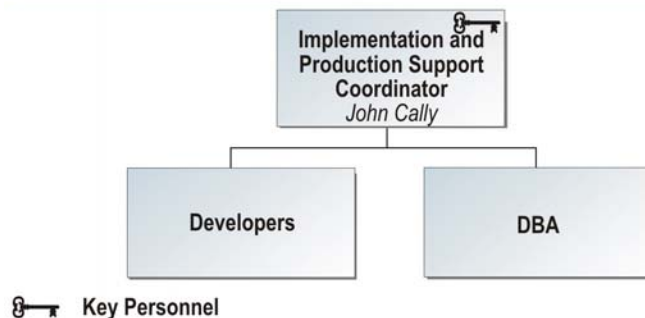 Implementation and
Production Support
Coordinator
John Cally
Developers
DBA
Key Personnel